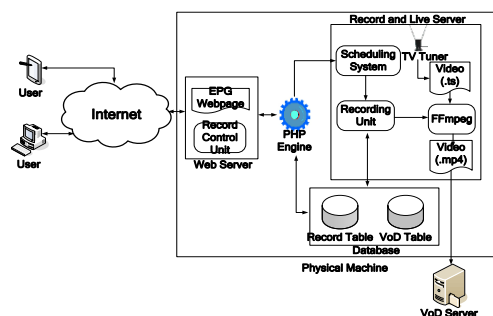 Record and Live Server
Scheduling
System
TV Tuner
Video
(.ts)
User
Internet
EPG
Webpage
Record
Control
Unit
Web Server
PHP
Engine
Recording
Unit
FFmpeg
Video
(.mp4)
User
Record Table
VoD Table
Database
Physical Machine
VoD Server